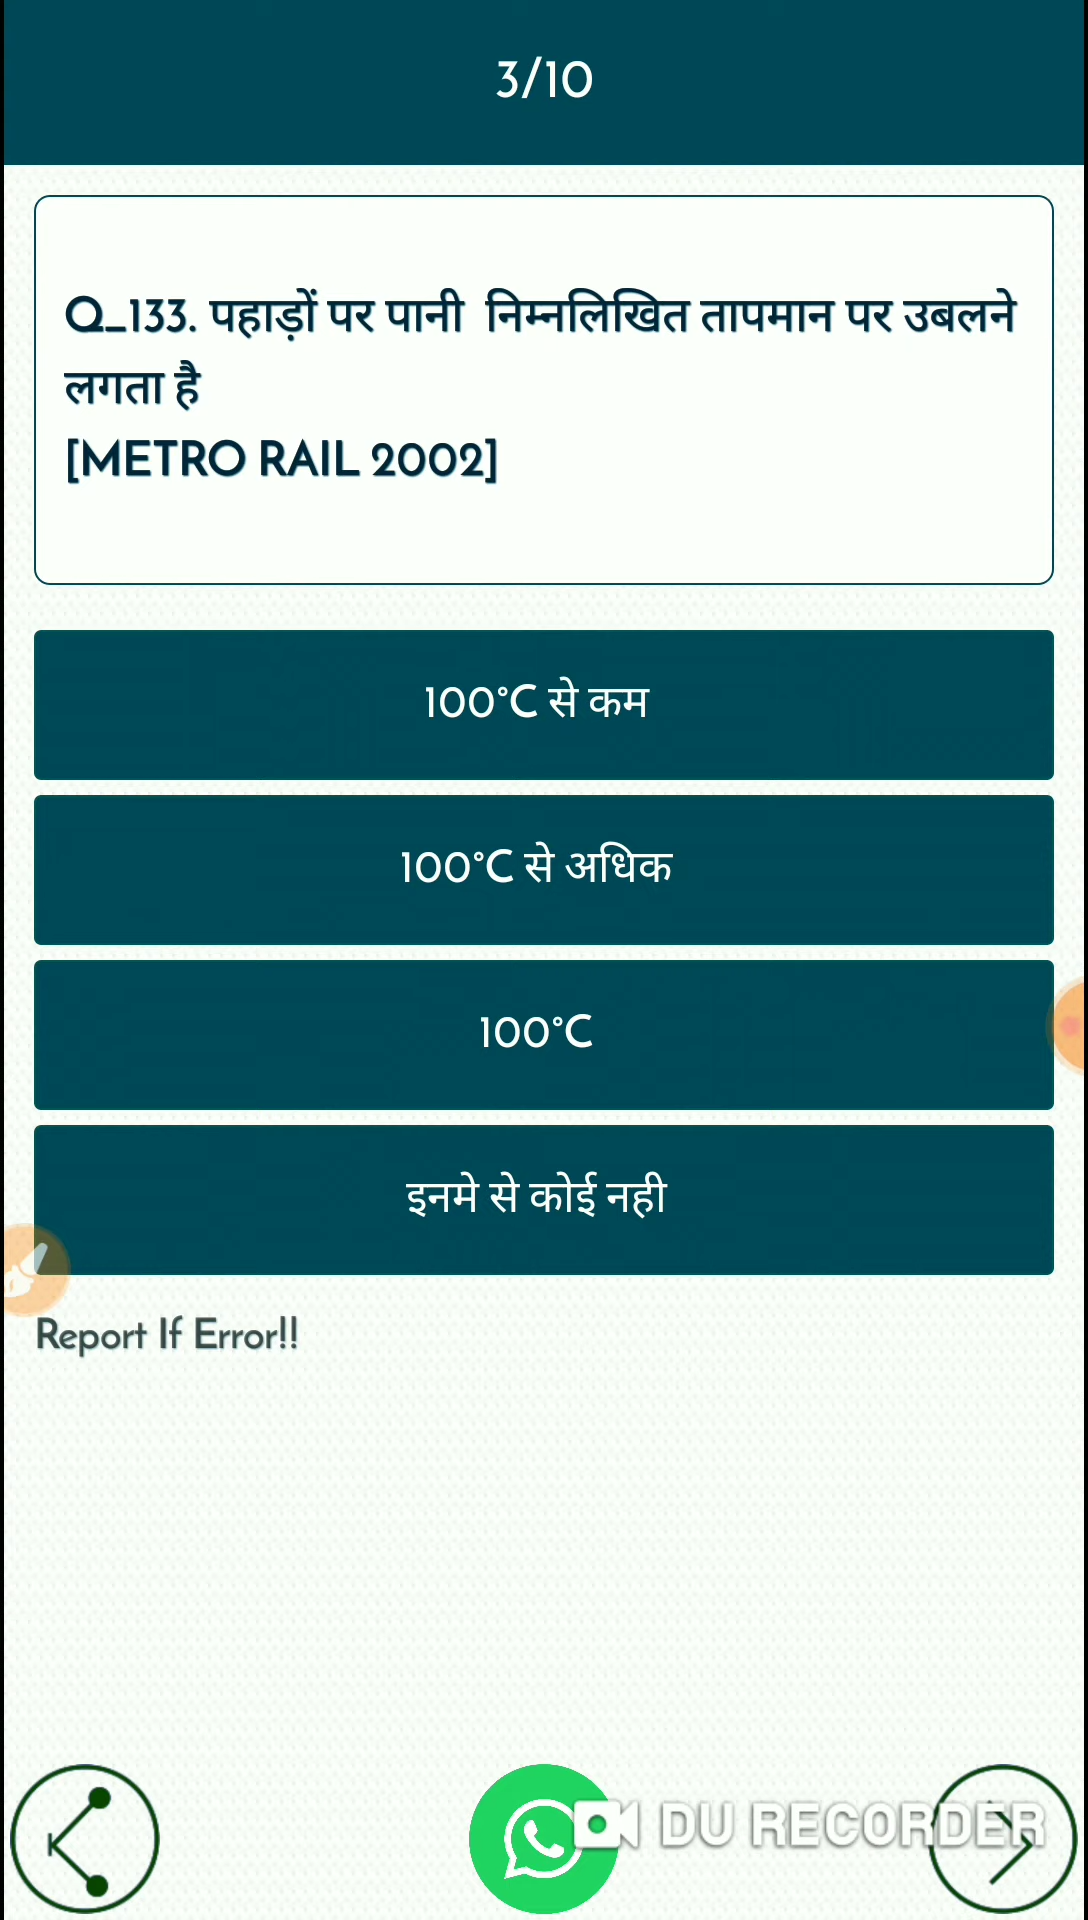 3/10
Q_133. पहाड़ों पर पानी  निम्नलिखित तापमान पर उबलने
लगता है
[METRO RAIL 2002]
100°C से कम
100°C से अधिक
100°C
इनमे से कोई नही
Report If Error!!
DU RECORDER